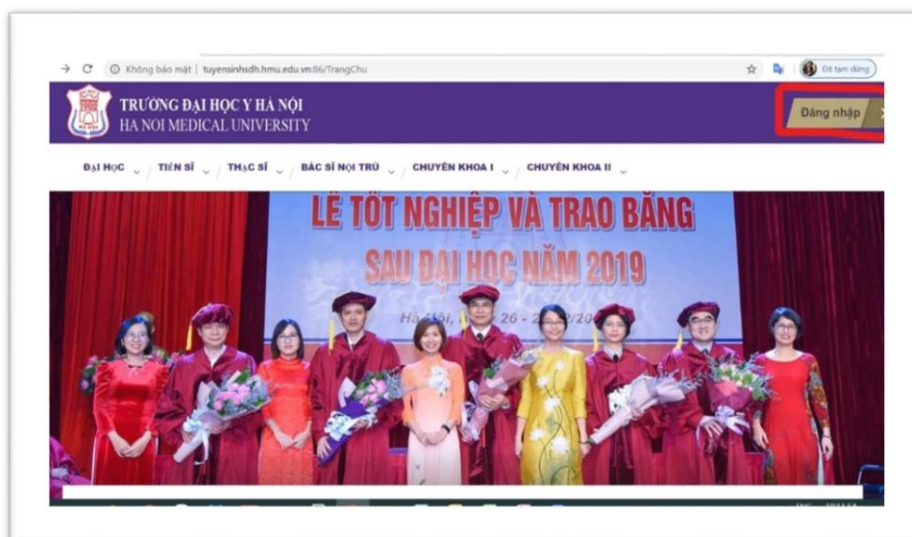 Không bảo mật | tuyensinhsdh.hmu.edu.vn:86/TrangChu
Đã tạm dừng
TRƯỜNG ĐẠI HỌC Y HÀ NỘI
HA NOI MEDICAL UNIVERSITY
Đăng nhập
ĐẠI HỌC / TIẾN SĨ / THẠC SĨ / BÁC SĨ NỘI TRÚ / CHUYÊN KHOA I / CHUYÊN KHOA II
LỄ TỐT NGHIỆP VÀ TRAO BẰNG
SAU ĐẠI HỌC NĂM 2019
26 -